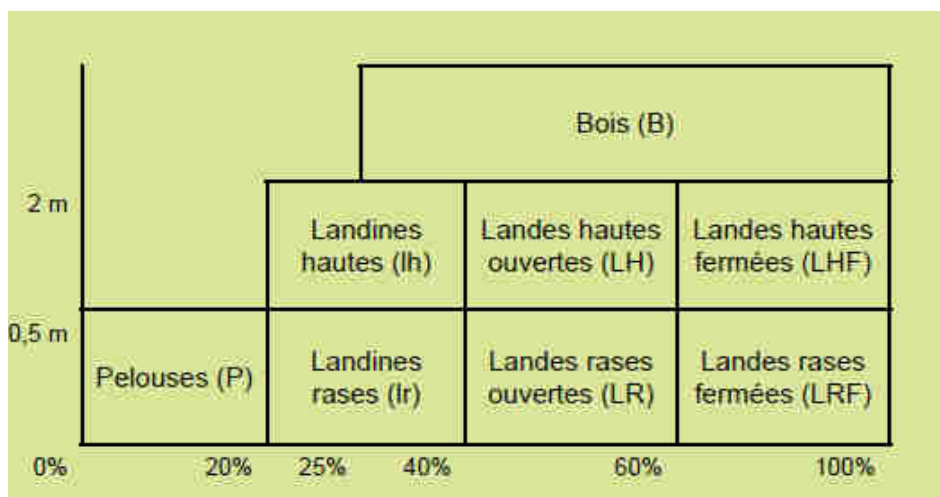 Bois (B)
2 m
Landines
hautes (lh)
Landes hautes
ouvertes (LH)
Landes hautes
fermées (LHF)
0,5 m
Pelouses (P)
Landines
rases (lr)
Landes rases
ouvertes (LR)
Landes rases
fermées (LRF)
0% 20% 25% 40% 60% 100%